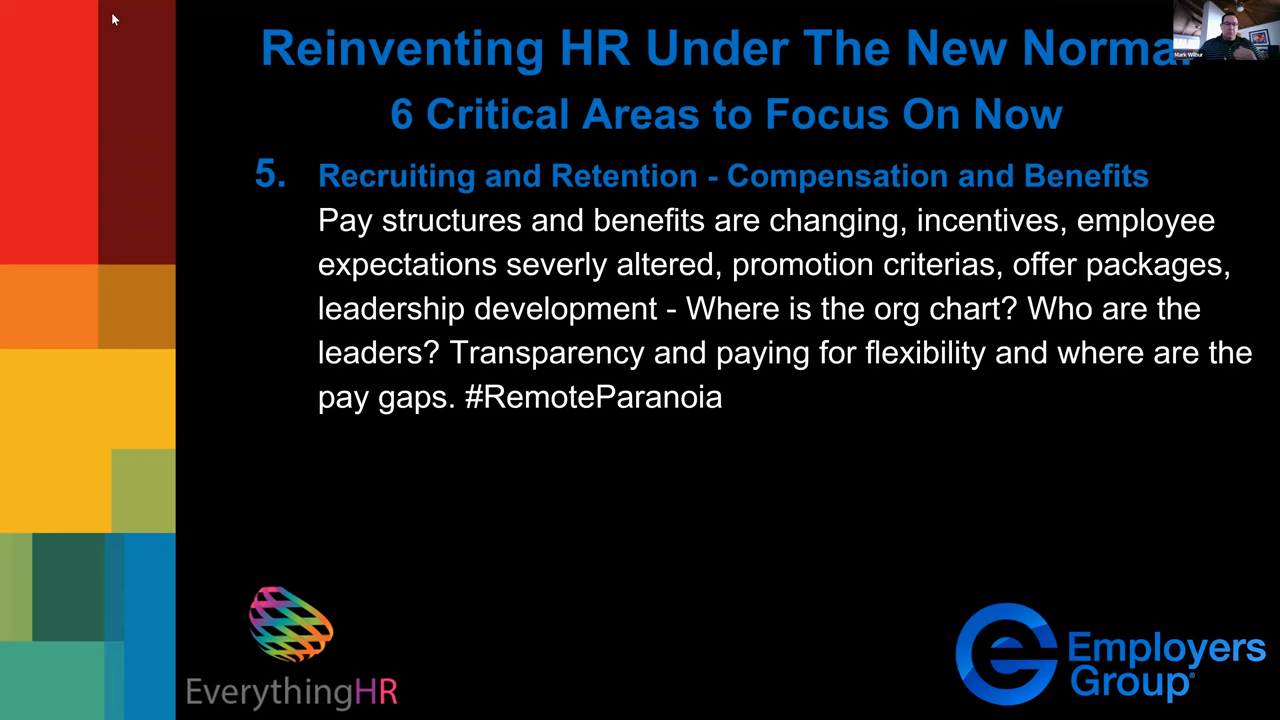 Reinventing HR Under The New Normal
6 Critical Areas to Focus On Now
5. Recruiting and Retention - Compensation and Benefits
Pay structures and benefits are changing, incentives, employee
expectations severly altered, promotion criterias, offer packages,
leadership development - Where is the org chart? Who are the
leaders? Transparency and paying for flexibility and where are the
pay gaps. #RemoteParanoia
Mark Wilbur
EverythingHR
Employers
Group®